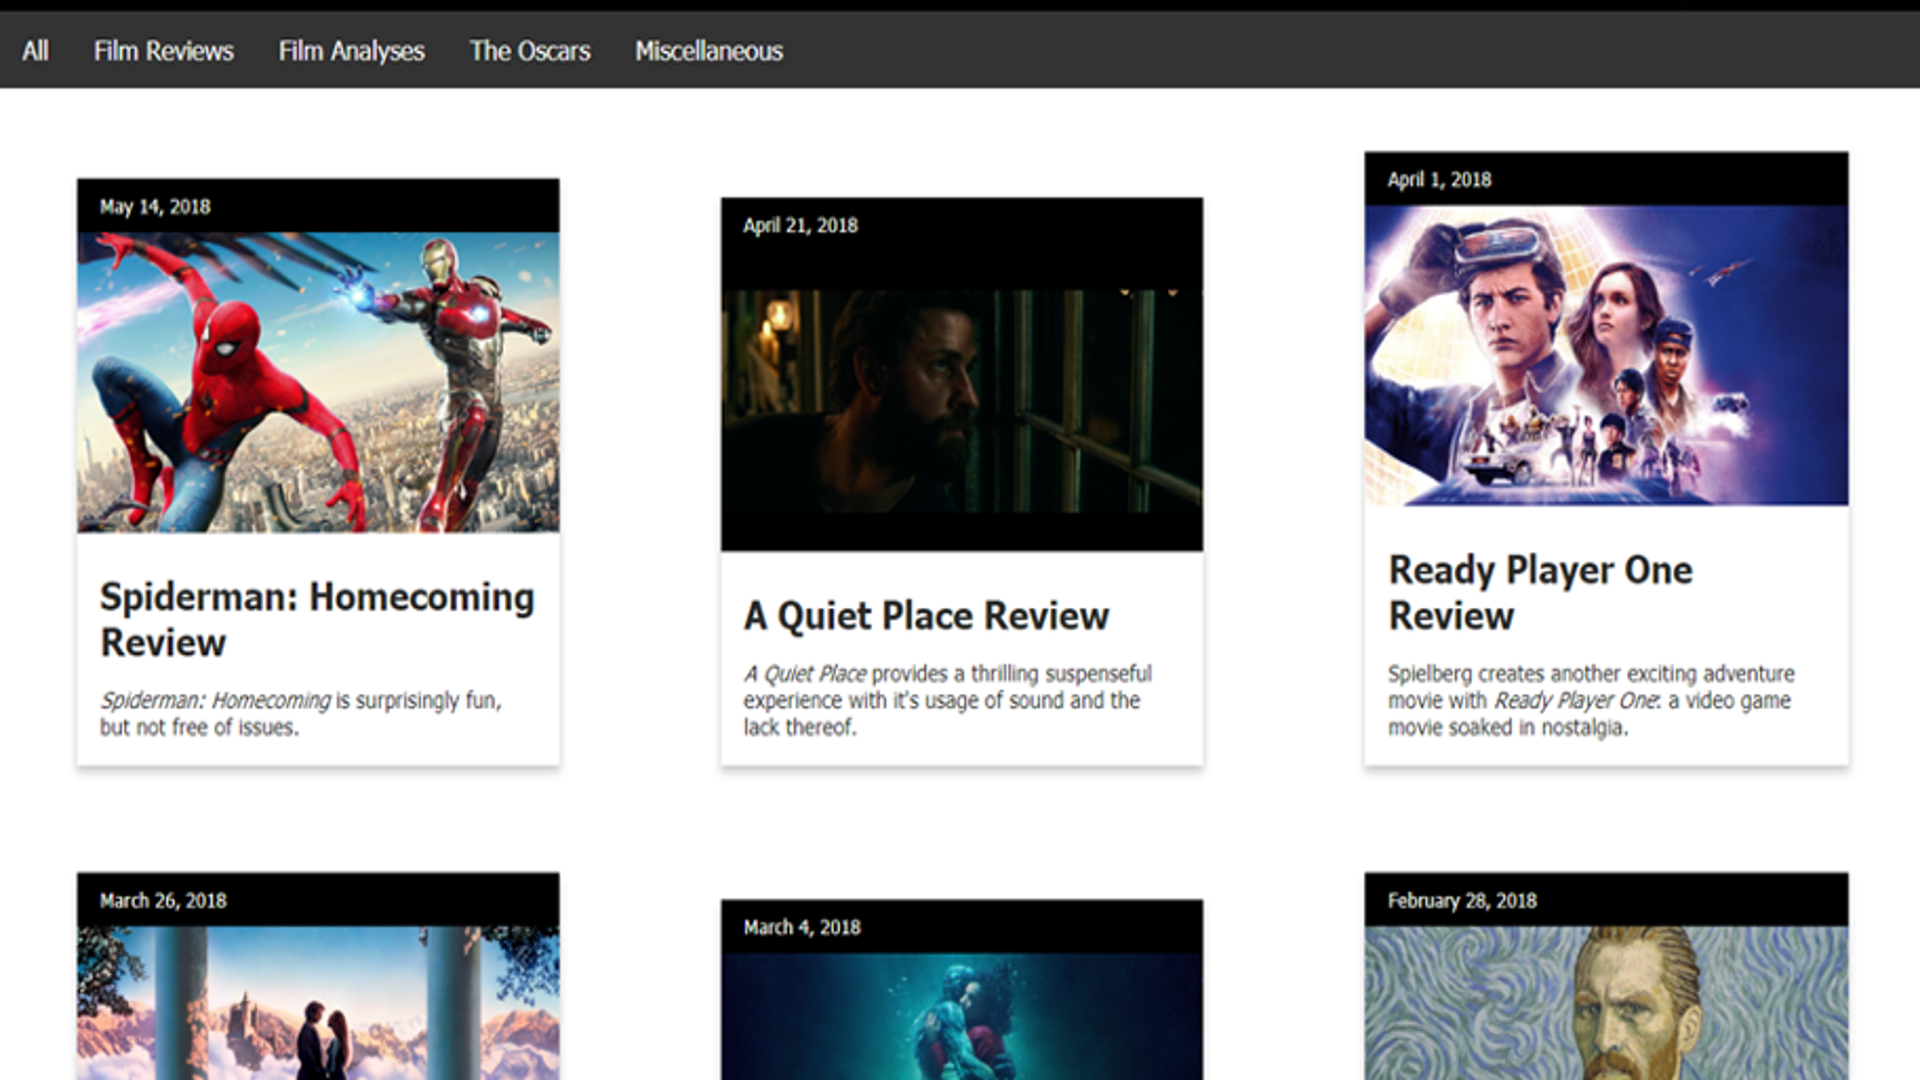 All Film Reviews Film Analyses The Oscars Miscellaneous
May 14, 2018
Spiderman: Homecoming
Review
Spiderman: Homecoming is surprisingly fun,
but not free of issues.
April 21, 2018
A Quiet Place Review
A Quiet Place provides a thrilling suspenseful
experience with it's usage of sound and the
lack thereof.
April 1, 2018
Ready Player One
Review
Spielberg creates another exciting adventure
movie with Ready Player One: a video game
movie soaked in nostalgia.
March 26, 2018
March 4, 2018
February 28, 2018